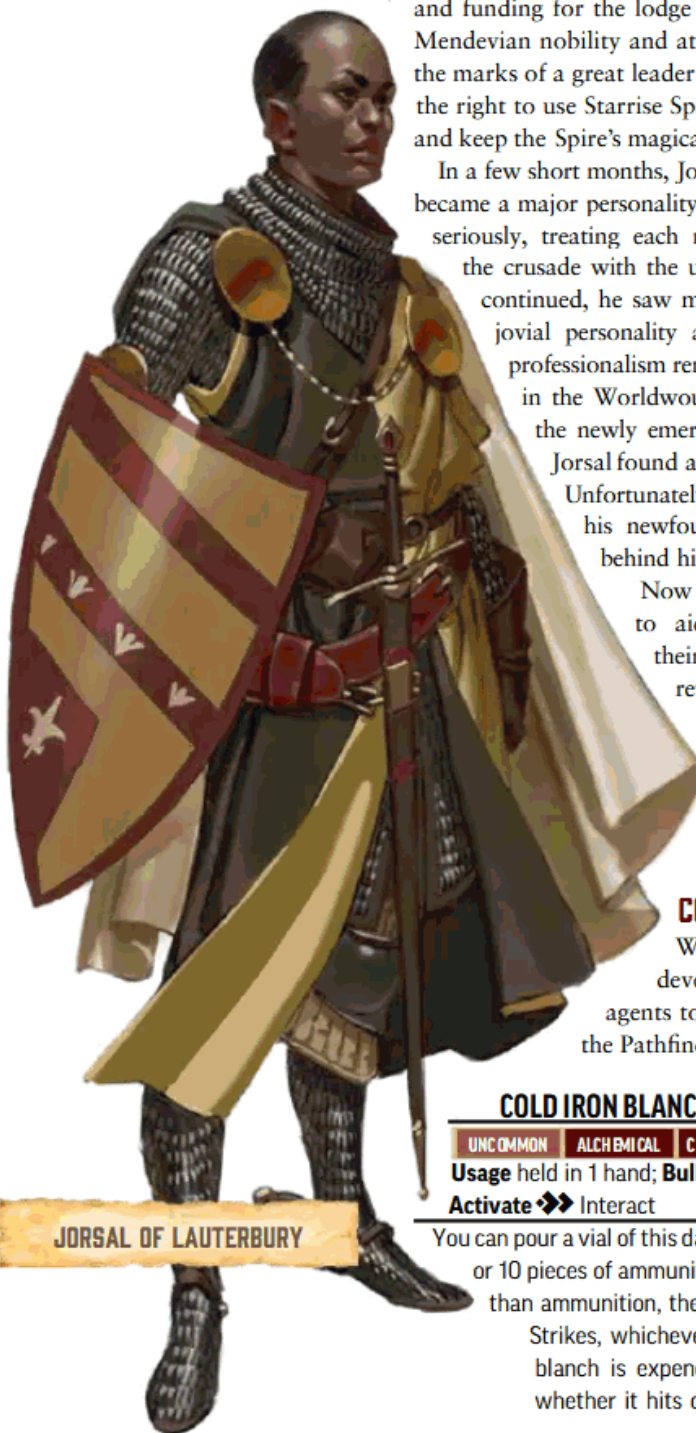 and funding for the lodge
Mendevian nobility and at
the marks of a great leader
the right to use Starrise Sp
and keep the Spire's magica
In a few short months, Jo
became a major personality
seriously, treating each
the crusade with the u
continued, he saw m
jovial personality a
professionalism ren
in the Worldwou
the newly emer
Jorsal found a
Unfortunatel
his newfou
behind hi
Now
to aid
their
re
W
deve
agents to
the Pathfin
COLD IRON BLANC
UNCOMMON ALCHEMICAL C
Usage held in 1 hand; Bul
Activate Interact
JORSAL OF LAUTERBURY
You can pour a vial of this da
or 10 pieces of ammuni
than ammunition, the
Strikes, whicheve
blanch is expen
whether it hits o